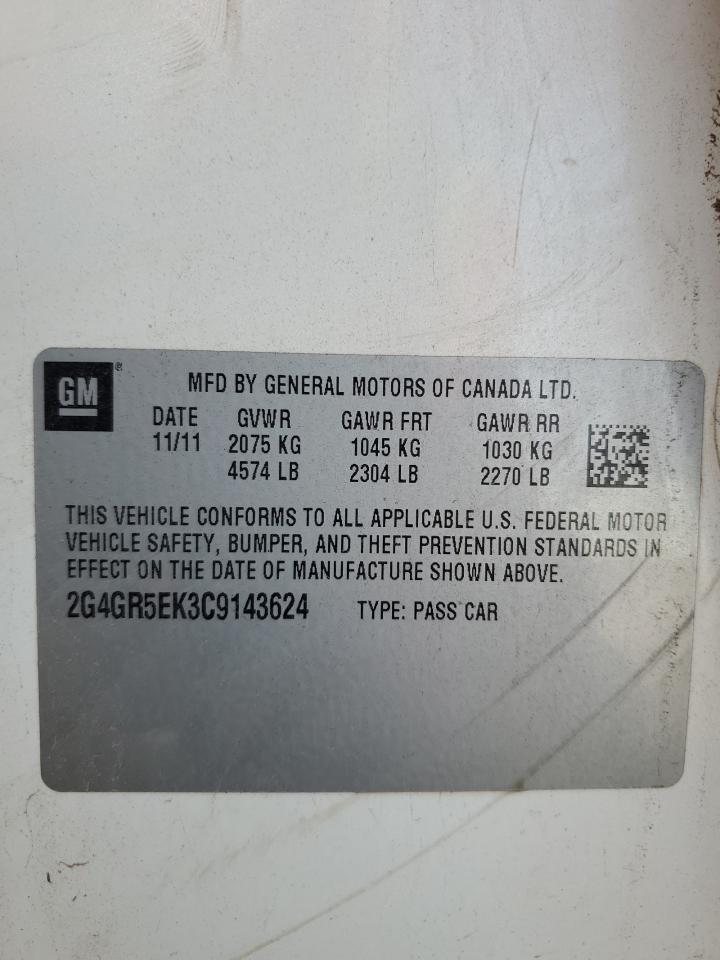 GM ®
MFD BY GENERAL MOTORS OF CANADA LTD.
DATE GVWR GAWR FRT GAWR RR
11/11 2075 KG 1045 KG 1030 KG
4574 LB 2304 LB 2270 LB
THIS VEHICLE CONFORMS TO ALL APPLICABLE U.S. FEDERAL MOTOR
VEHICLE SAFETY, BUMPER, AND THEFT PREVENTION STANDARDS IN
EFFECT ON THE DATE OF MANUFACTURE SHOWN ABOVE.
2G4GR5EK3C9143624 TYPE: PASS CAR